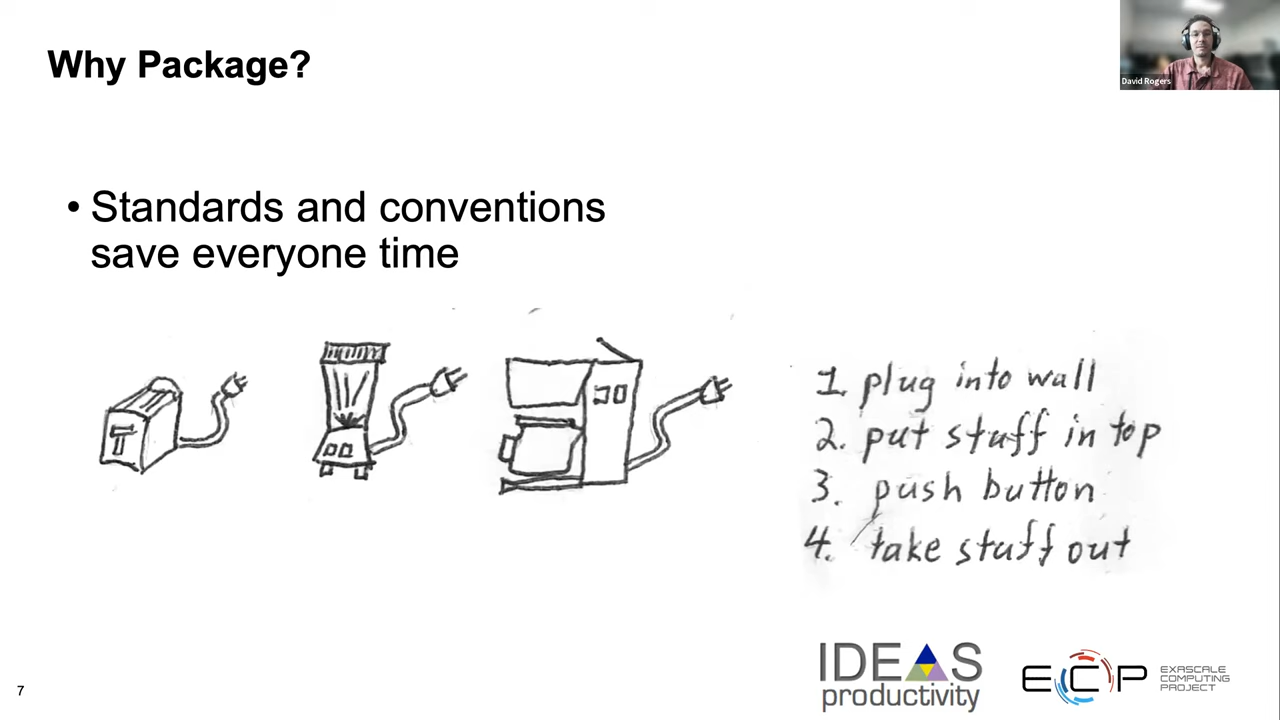 Why Package?
David Rogers
• Standards and conventions
save everyone time
1. plug into wall
2. put stuff in top
3. push button
4. take stuff out
IDEAS
productivity
ECP
EXASCALE
COMPUTING
PROJECT
7